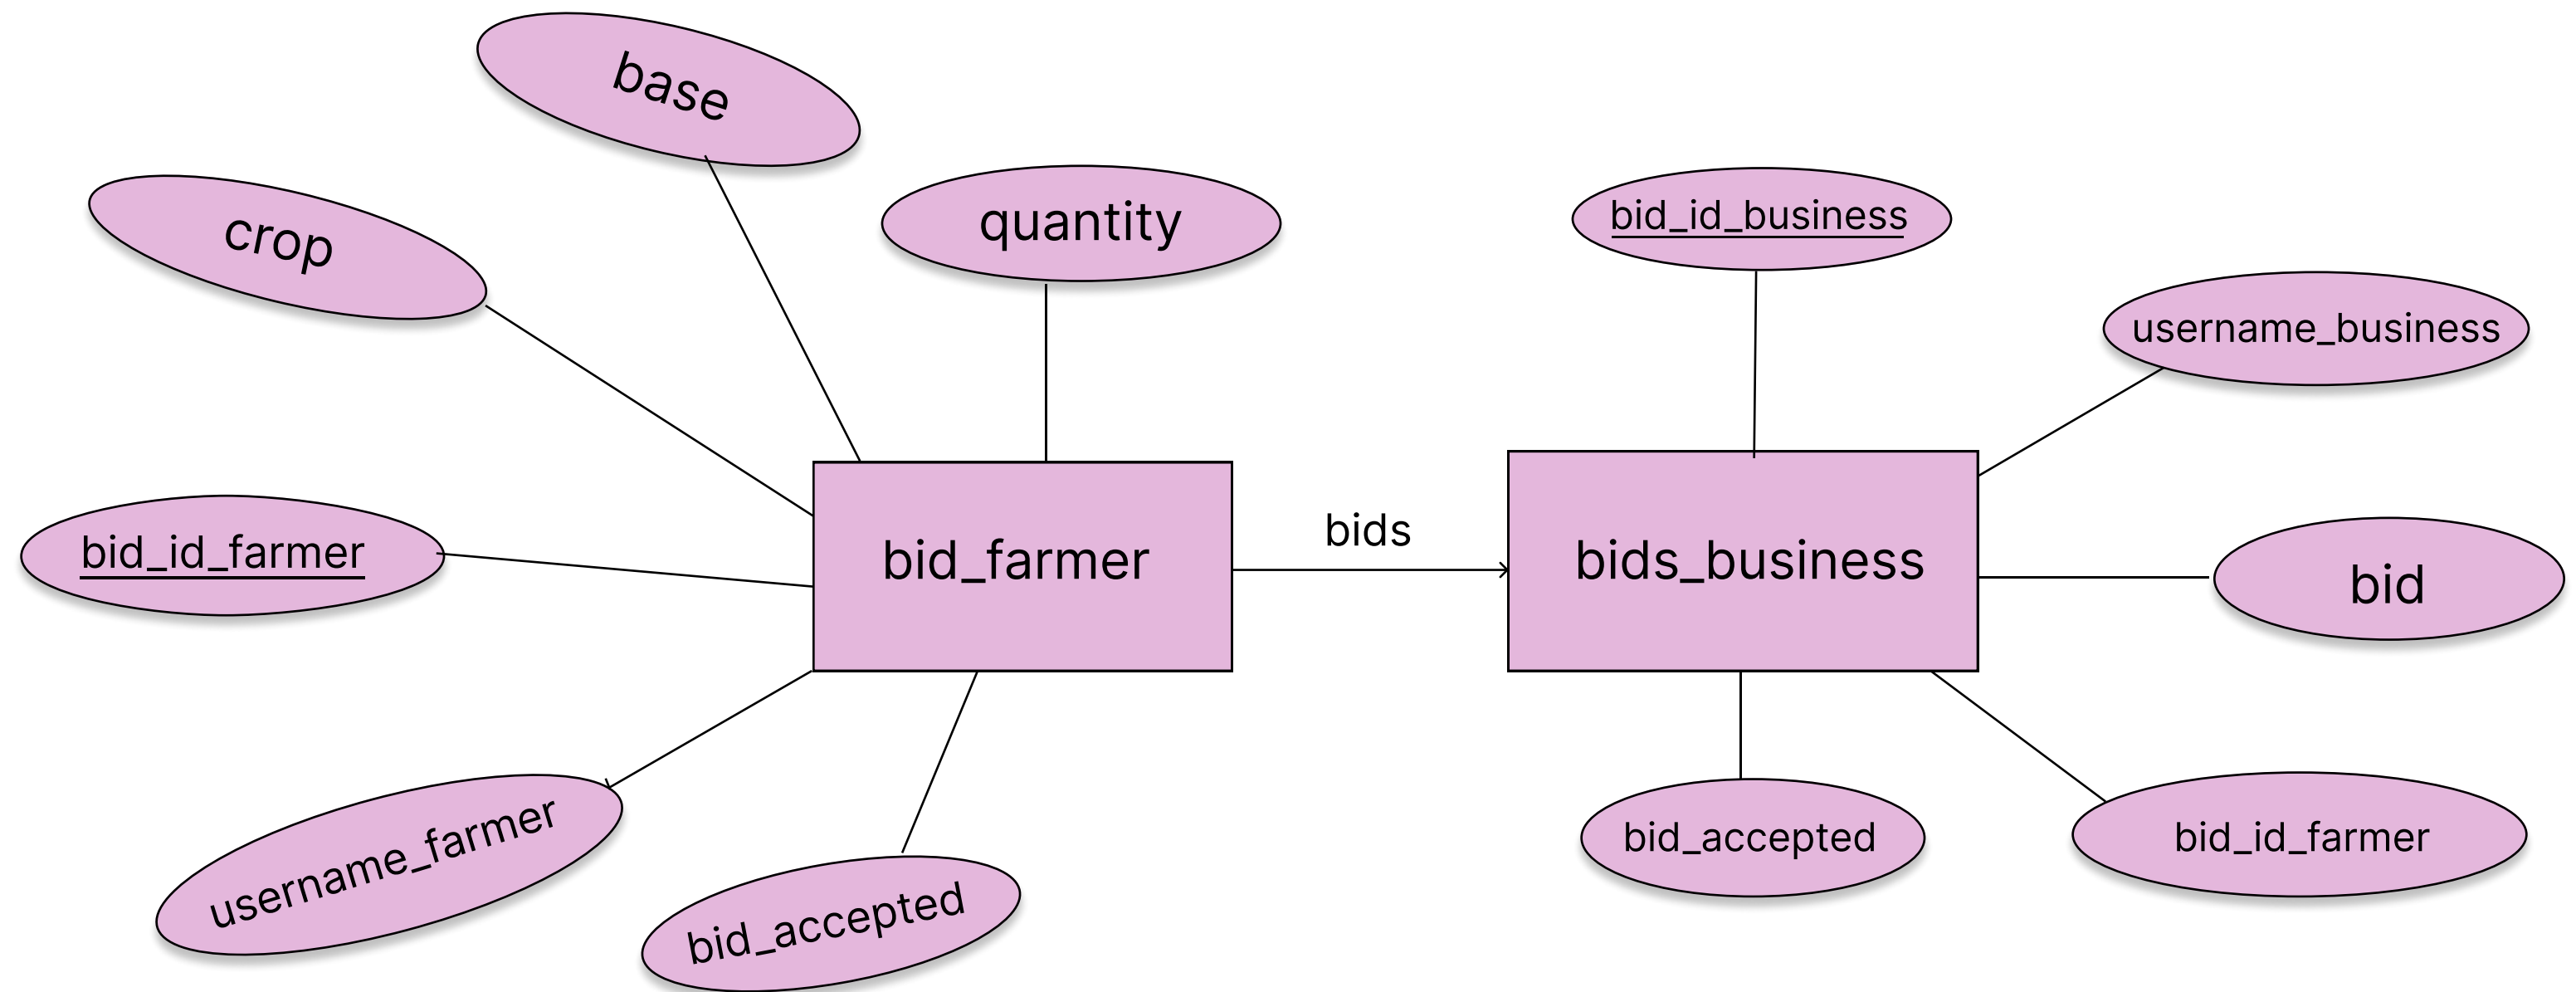 base
crop
quantity
bid_id_business
username_business
bid_id_farmer
bid_farmer
bids
bids_business
bid
username_farmer
bid_accepted
bid_accepted
bid_id_farmer